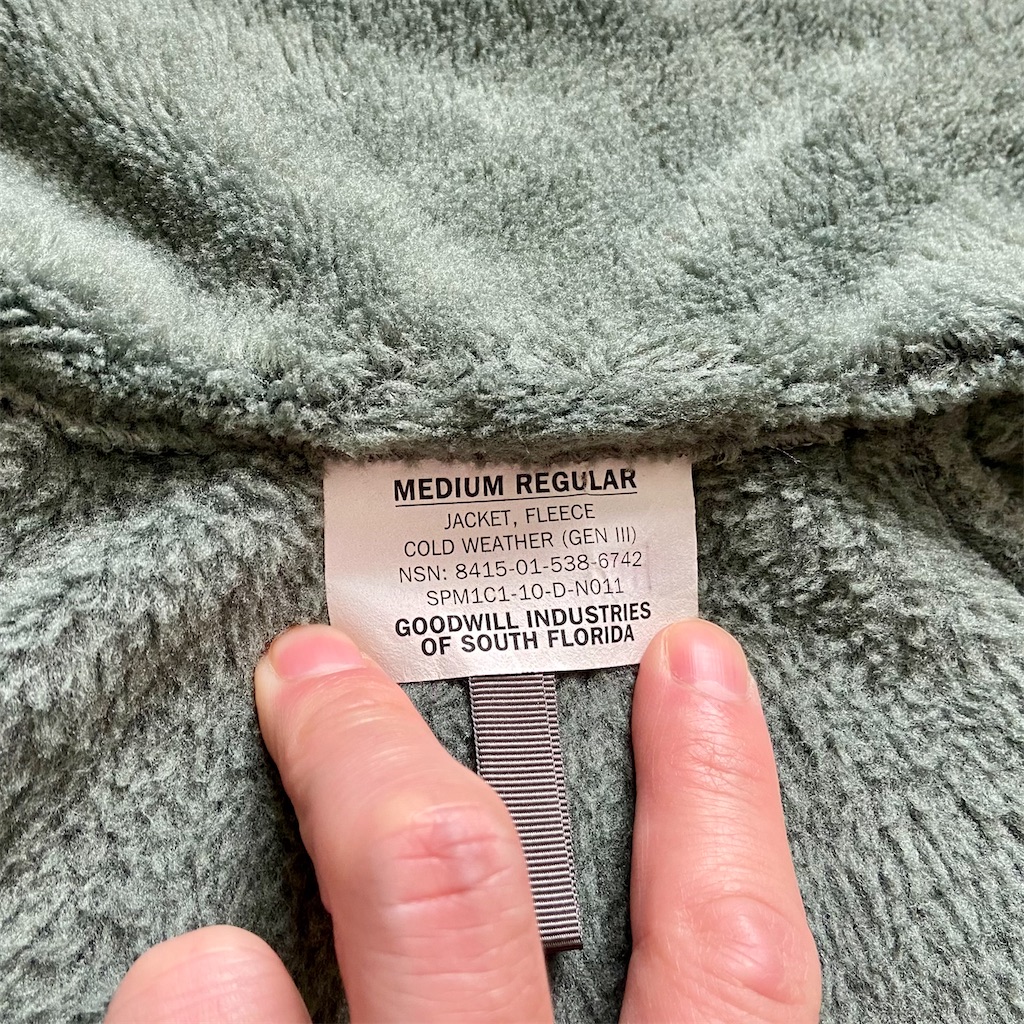 MEDIUM REGULAR
JACKET, FLEECE
COLD WEATHER (GEN III)
NSN: 8415-01-538-6742
SPM1C1-10-D-N011
GOODWILL INDUSTRIES
OF SOUTH FLORIDA